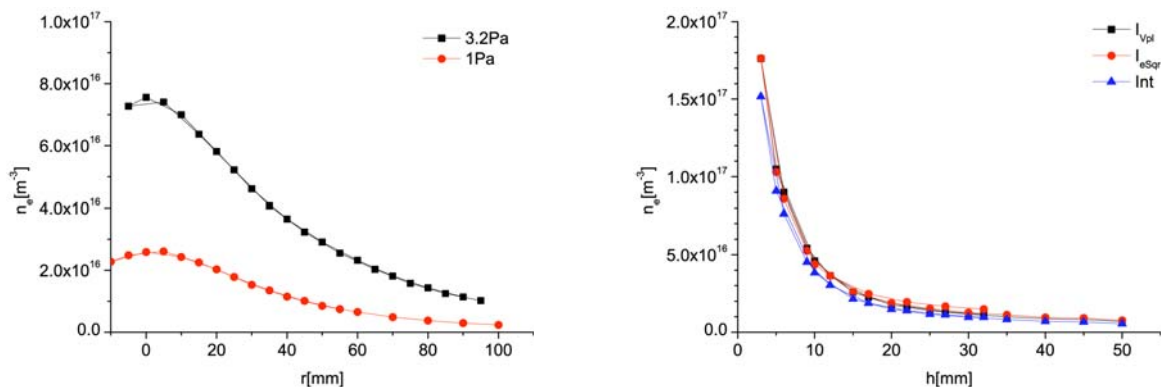 1.0x10^17
8.0x10^16
6.0x10^16
4.0x10^16
2.0x10^16
0.0
n_e[m^-3]
0 20 40 60 80 100
r[mm]
3.2Pa
1Pa
2.0x10^17
1.5x10^17
1.0x10^17
5.0x10^16
0.0
n_e[m^-3]
0 10 20 30 40 50
h[mm]
I_Vpl
I_eSqr
Int